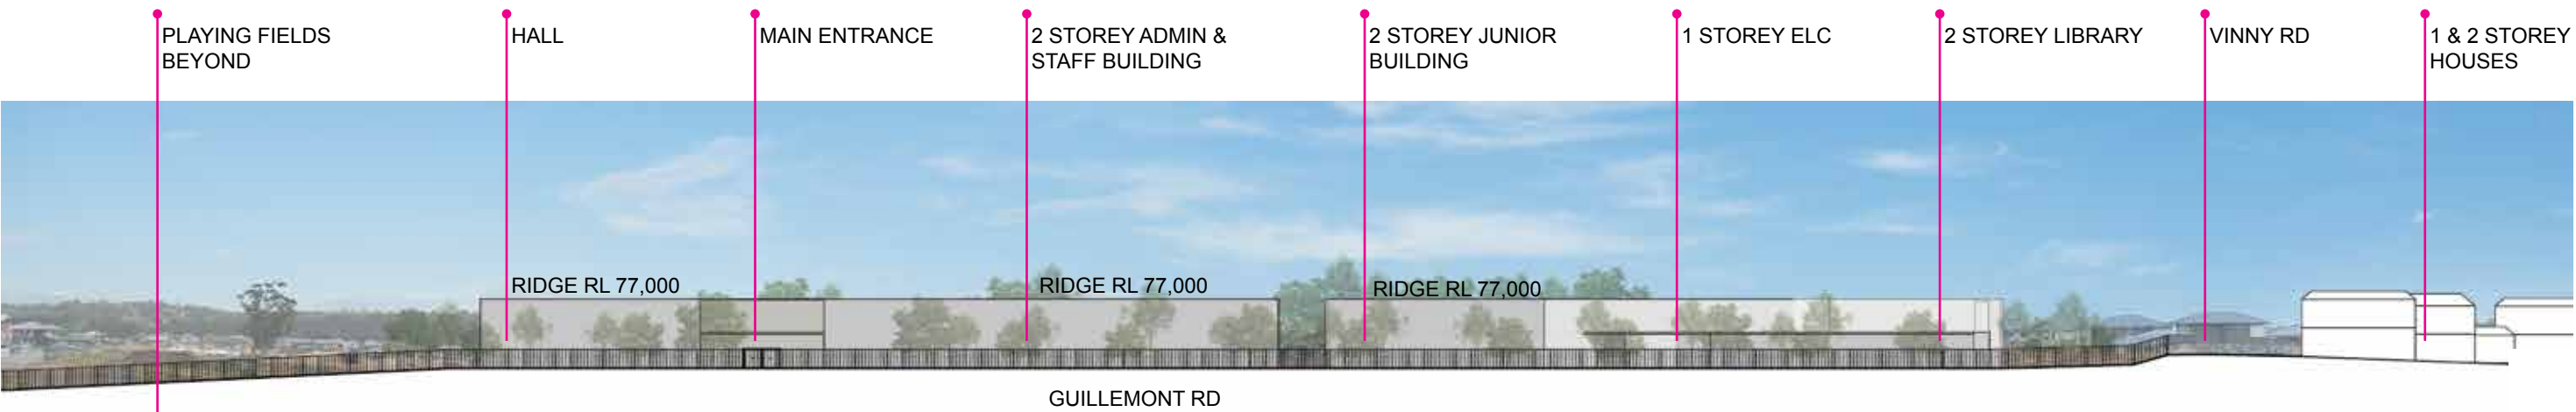 PLAYING FIELDS
BEYOND
HALL
MAIN ENTRANCE
2 STOREY ADMIN &
STAFF BUILDING
2 STOREY JUNIOR
BUILDING
1 STOREY ELC
2 STOREY LIBRARY
VINNY RD
1 & 2 STOREY
HOUSES
RIDGE RL 77,000
RIDGE RL 77,000
RIDGE RL 77,000
GUILLEMONT RD